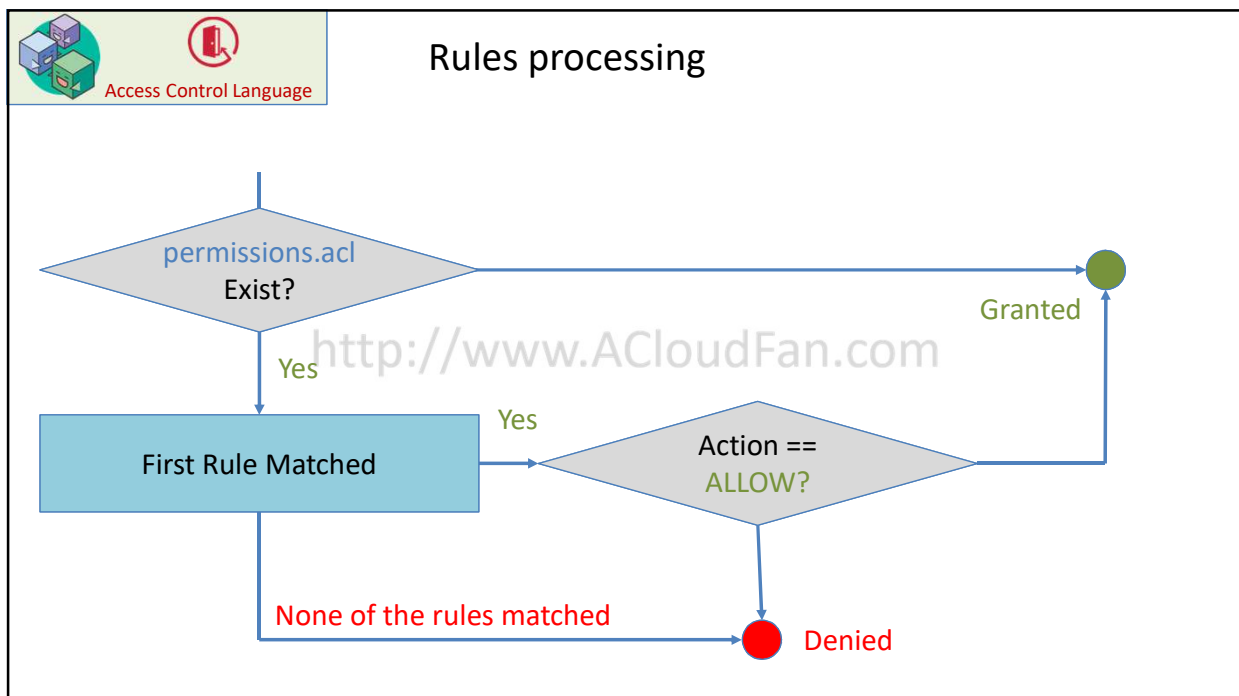 Access Control Language
Rules processing
permissions.acl
Exist?
Granted
http://www.ACloudFan.com
Yes
Yes
First Rule Matched
Action ==
ALLOW?
None of the rules matched
Denied